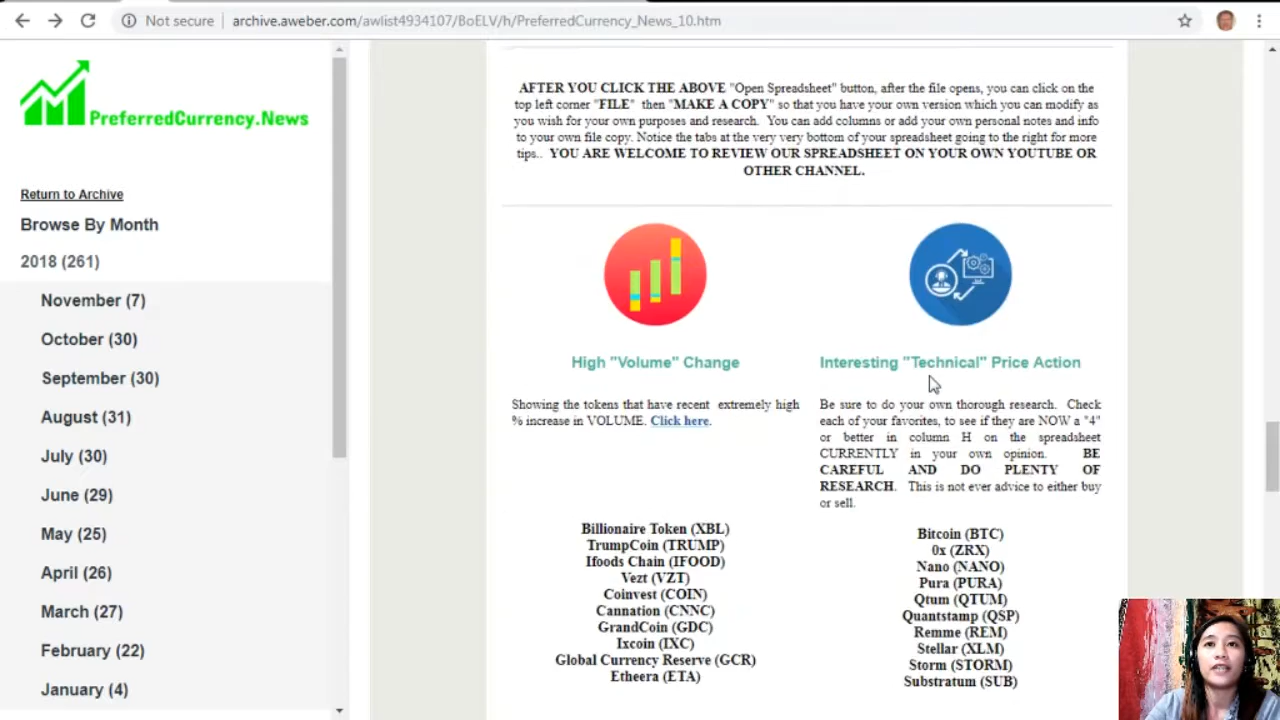 Not secure archive.aweber.com/awlist4934107/BoELV/h/PreferredCurrency_News_10.htm
PreferredCurrency.News
Return to Archive
Browse By Month
2018 (261)
November (7)
October (30)
September (30)
August (31)
July (30)
June (29)
May (25)
April (26)
March (27)
February (22)
January (4)
AFTER YOU CLICK THE ABOVE "Open Spreadsheet" button, after the file opens, you can click on the
top left corner "FILE" then "MAKE A COPY" so that you have your own version which you can modify as
you wish for your own purposes and research. You can add columns or add your own personal notes and info
to your own file copy. Notice the tabs at the very very bottom of your spreadsheet going to the right for more
tips.. YOU ARE WELCOME TO REVIEW OUR SPREADSHEET ON YOUR OWN YOUTUBE OR
OTHER CHANNEL.
High "Volume" Change
Showing the tokens that have recent extremely high
% increase in VOLUME. Click here.
Billionaire Token (XBL)
TrumpCoin (TRUMP)
Ifoods Chain (IFOOD)
Vezt (VZT)
Coinvest (COIN)
Cannation (CNNC)
GrandCoin (GDC)
Ixcoin (IXC)
Global Currency Reserve (GCR)
Etheera (ETA)
Interesting "Technical" Price Action
Be sure to do your own thorough research. Check
each of your favorites, to see if they are NOW a "4"
or better in column H on the spreadsheet
CURRENTLY in your own opinion. BE
CAREFUL AND DO PLENTY OF
RESEARCH. This is not ever advice to either buy
or sell.
Bitcoin (BTC)
0x (ZRX)
Nano (NANO)
Pura (PURA)
Qtum (QTUM)
Quantstamp (QSP)
Remme (REM)
Stellar (XLM)
Storm (STORM)
Substratum (SUB)